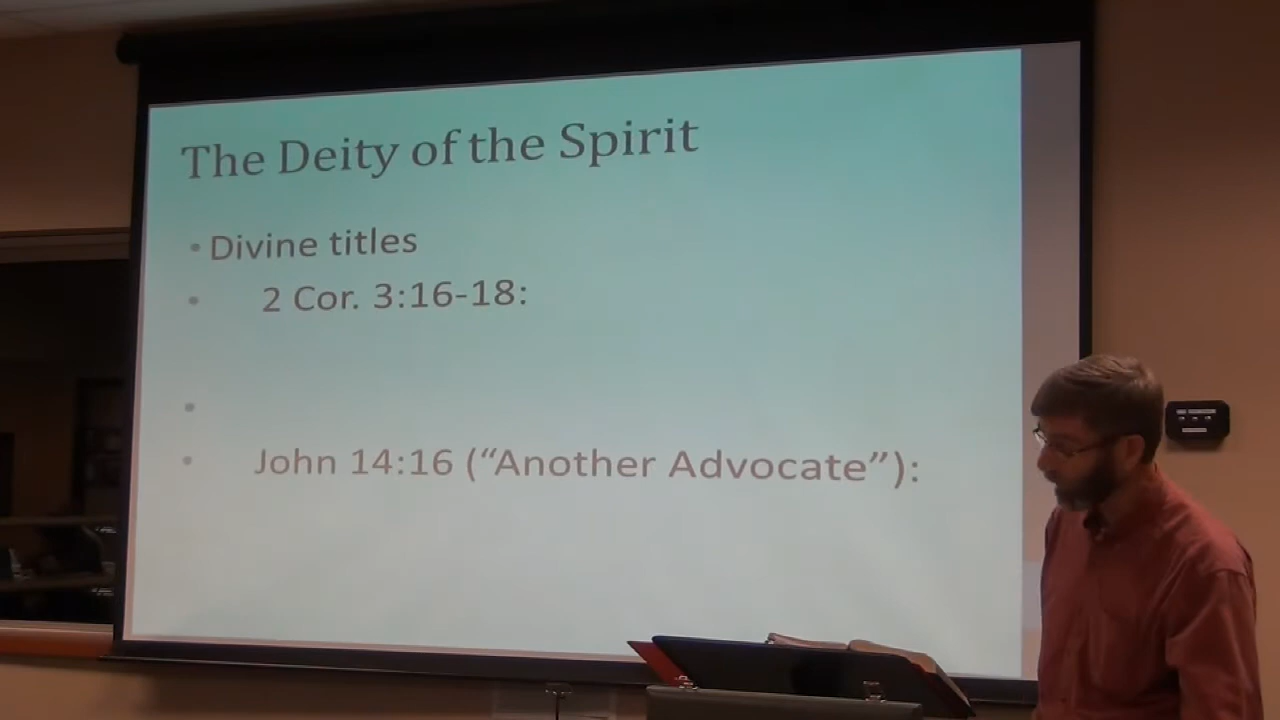 The Deity of the Spirit
• Divine titles
• 2 Cor. 3:16-18:
•
• John 14:16 (“Another Advocate”):